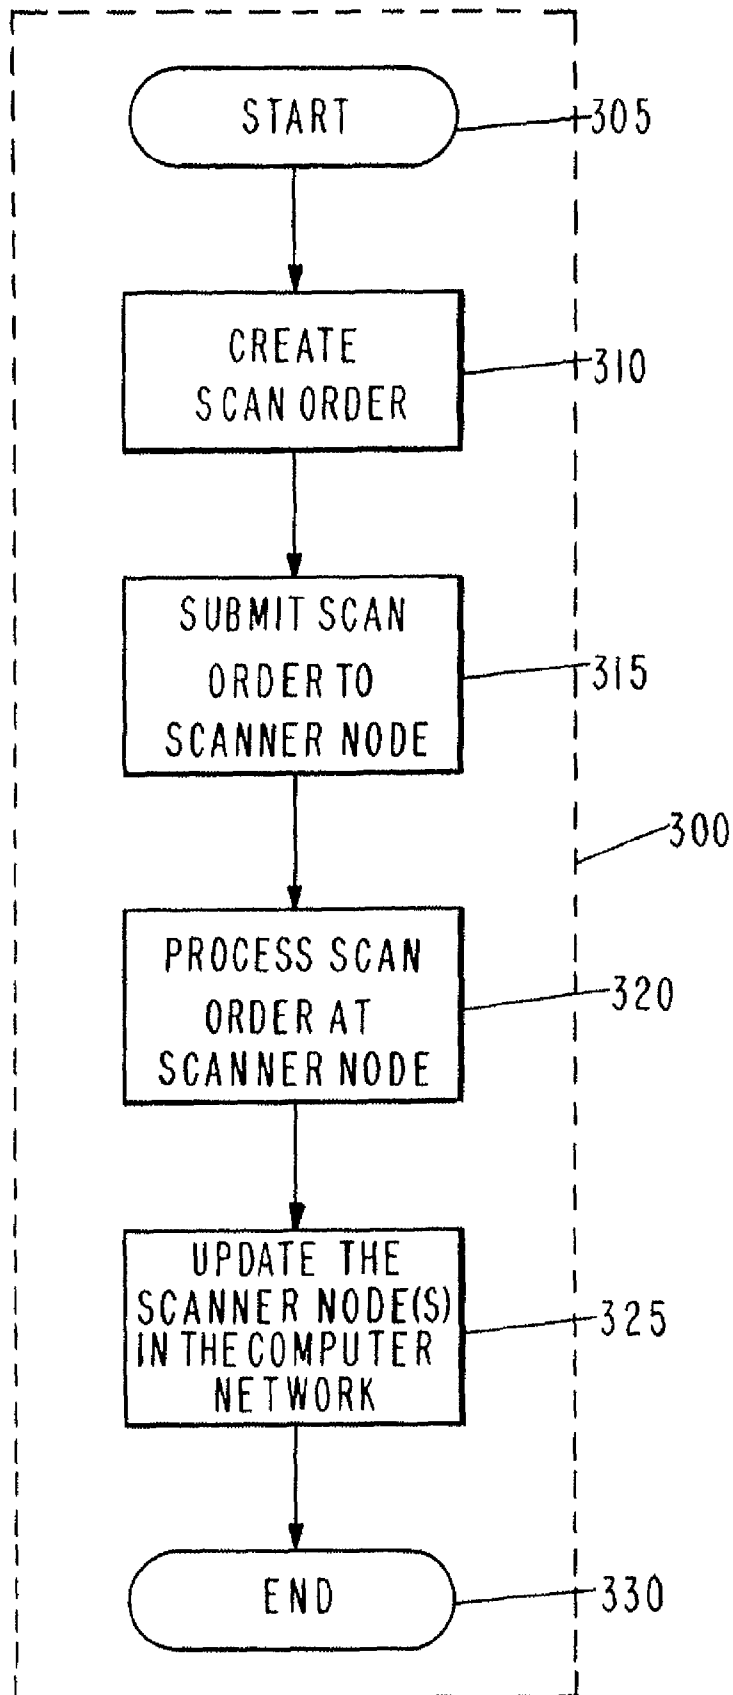 START
305
CREATE
SCAN ORDER
310
SUBMIT SCAN
ORDER TO
SCANNER NODE
315
300
PROCESS SCAN
ORDER AT
SCANNER NODE
320
UPDATE THE
SCANNER NODE(S)
IN THE COMPUTER
NETWORK
325
END
330